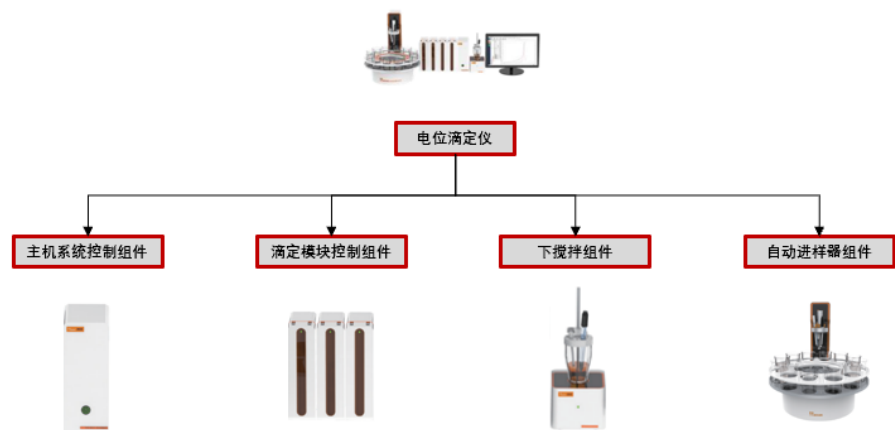 电位滴定仪
主机系统控制组件
滴定模块控制组件
下搅拌组件
自动进样器组件